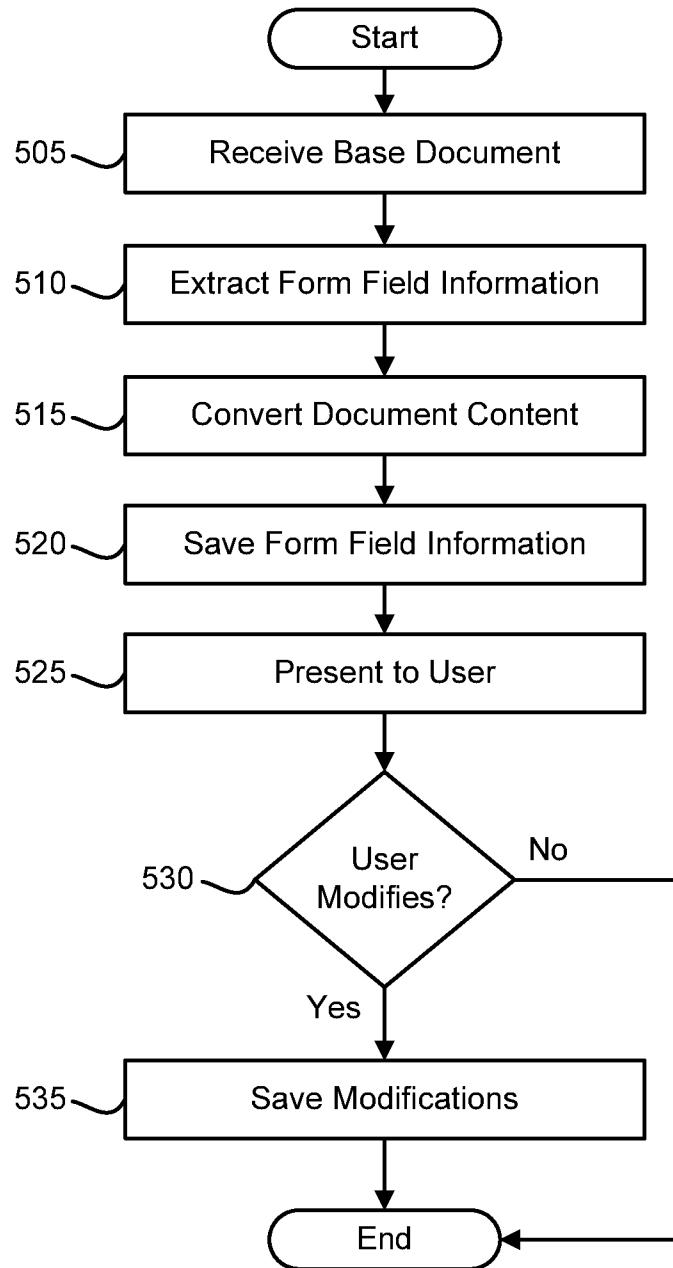 Start
505
Receive Base Document
510
Extract Form Field Information
515
Convert Document Content
520
Save Form Field Information
525
Present to User
530
User
Modifies?
No
Yes
535
Save Modifications
End